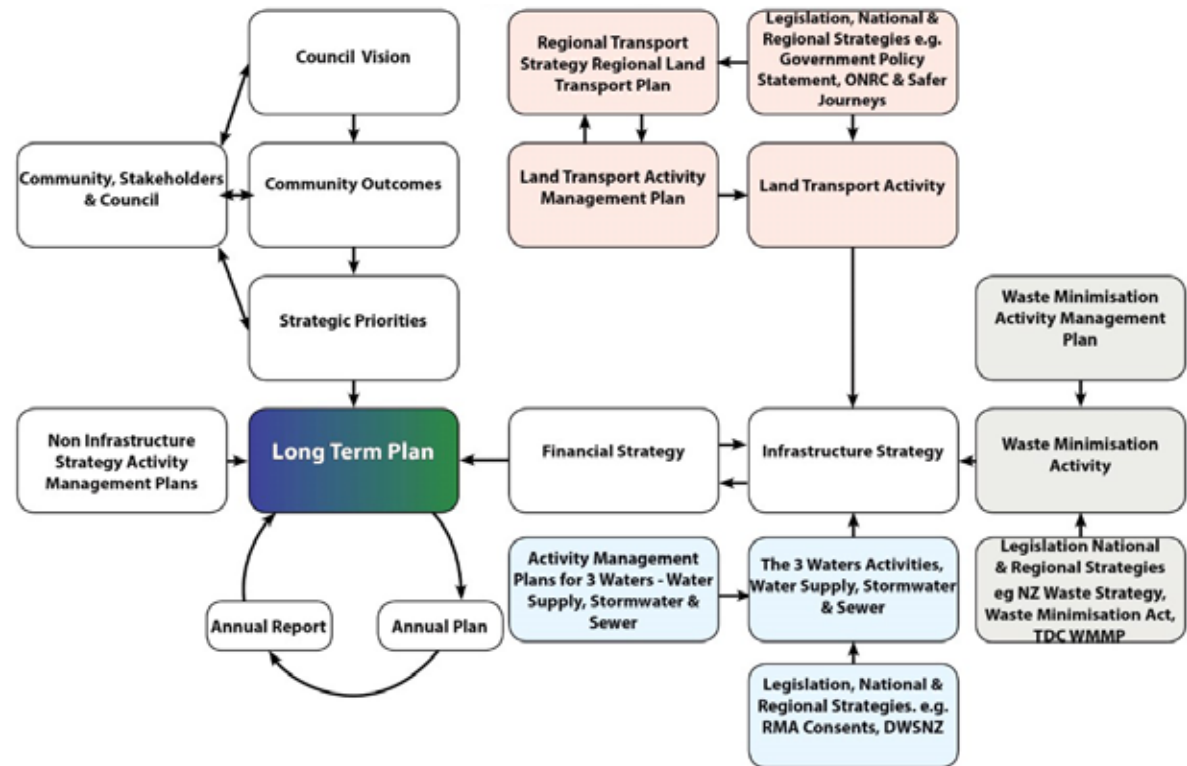 Council Vision
Regional Transport
Strategy Regional Land
Transport Plan
Legislation, National &
Regional Strategies e.g.
Government Policy
Statement, ONRC & Safer
Journeys
Community, Stakeholders
& Council
Community Outcomes
Land Transport Activity
Management Plan
Land Transport Activity
Strategic Priorities
Waste Minimisation
Activity Management
Plan
Non Infrastructure
Strategy Activity
Management Plans
Long Term Plan
Financial Strategy
Infrastructure Strategy
Waste Minimisation
Activity
Annual Report
Annual Plan
Activity Management
Plans for 3 Waters - Water
Supply, Stormwater &
Sewer
The 3 Waters Activities,
Water Supply, Stormwater
& Sewer
Legislation National
& Regional Strategies
eg NZ Waste Strategy,
Waste Minimisation Act,
TDC WMMP
Legislation, National &
Regional Strategies. e.g.
RMA Consents, DWSNZ